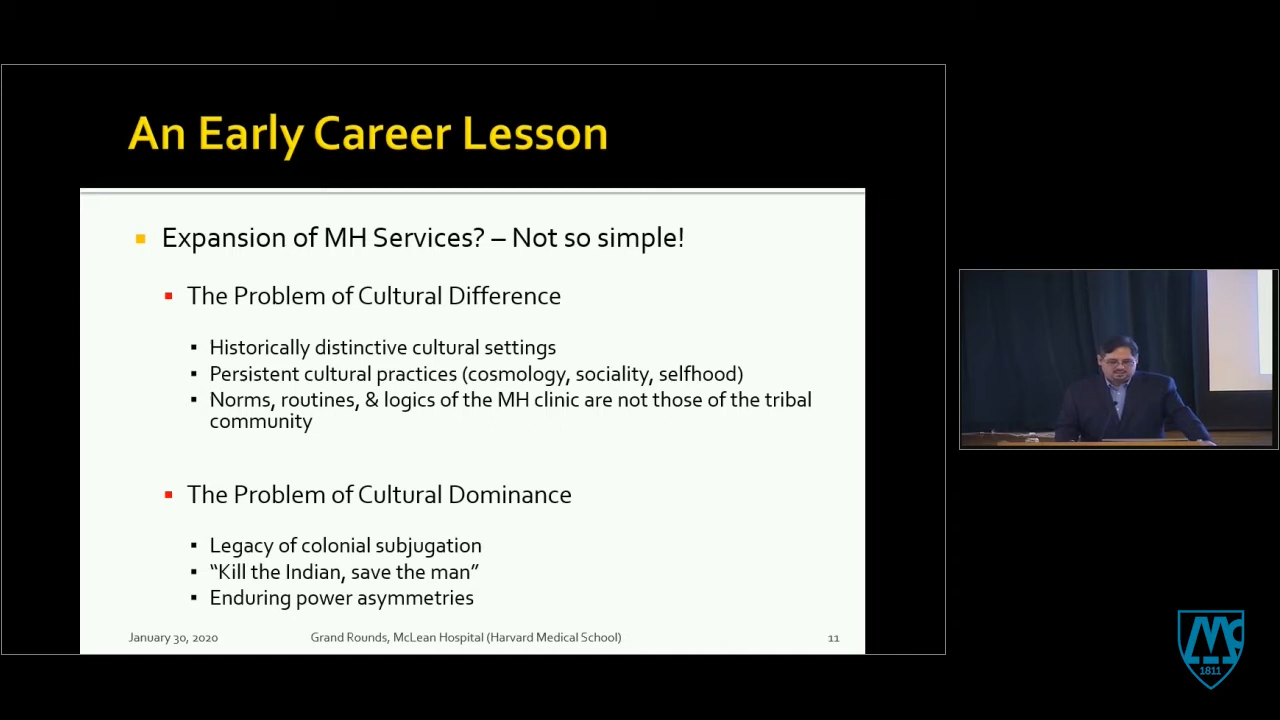 An Early Career Lesson
Expansion of MH Services? – Not so simple!
The Problem of Cultural Difference
Historically distinctive cultural settings
Persistent cultural practices (cosmology, sociality, selfhood)
Norms, routines, & logics of the MH clinic are not those of the tribal
community
The Problem of Cultural Dominance
Legacy of colonial subjugation
“Kill the Indian, save the man”
Enduring power asymmetries
January 30, 2020 Grand Rounds, McLean Hospital (Harvard Medical School) 11
Mc
1811